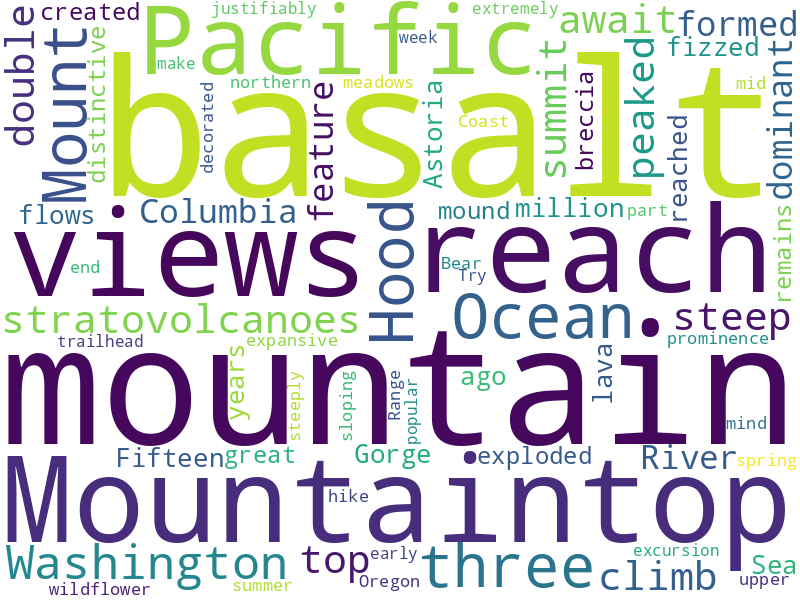 created justifiably extremely
double Mount distinctive Pacific make week await formed
northern decorated meadows Coast summit peaked fizzed mid
basalt
feature Astoria breccia reached dominant
flows Columbia Hood mound million part remains
views reach
end Bear Try
stratovolcanoes Ocean steep
trailhead expansive prominence
mountain
years steeply sloping Range popular ago lava mind
Fifteen great Gorge exploded River spring
Mountaintop
hike
Washington top early three climb Sea
wildflower summer Oregon excursion upper